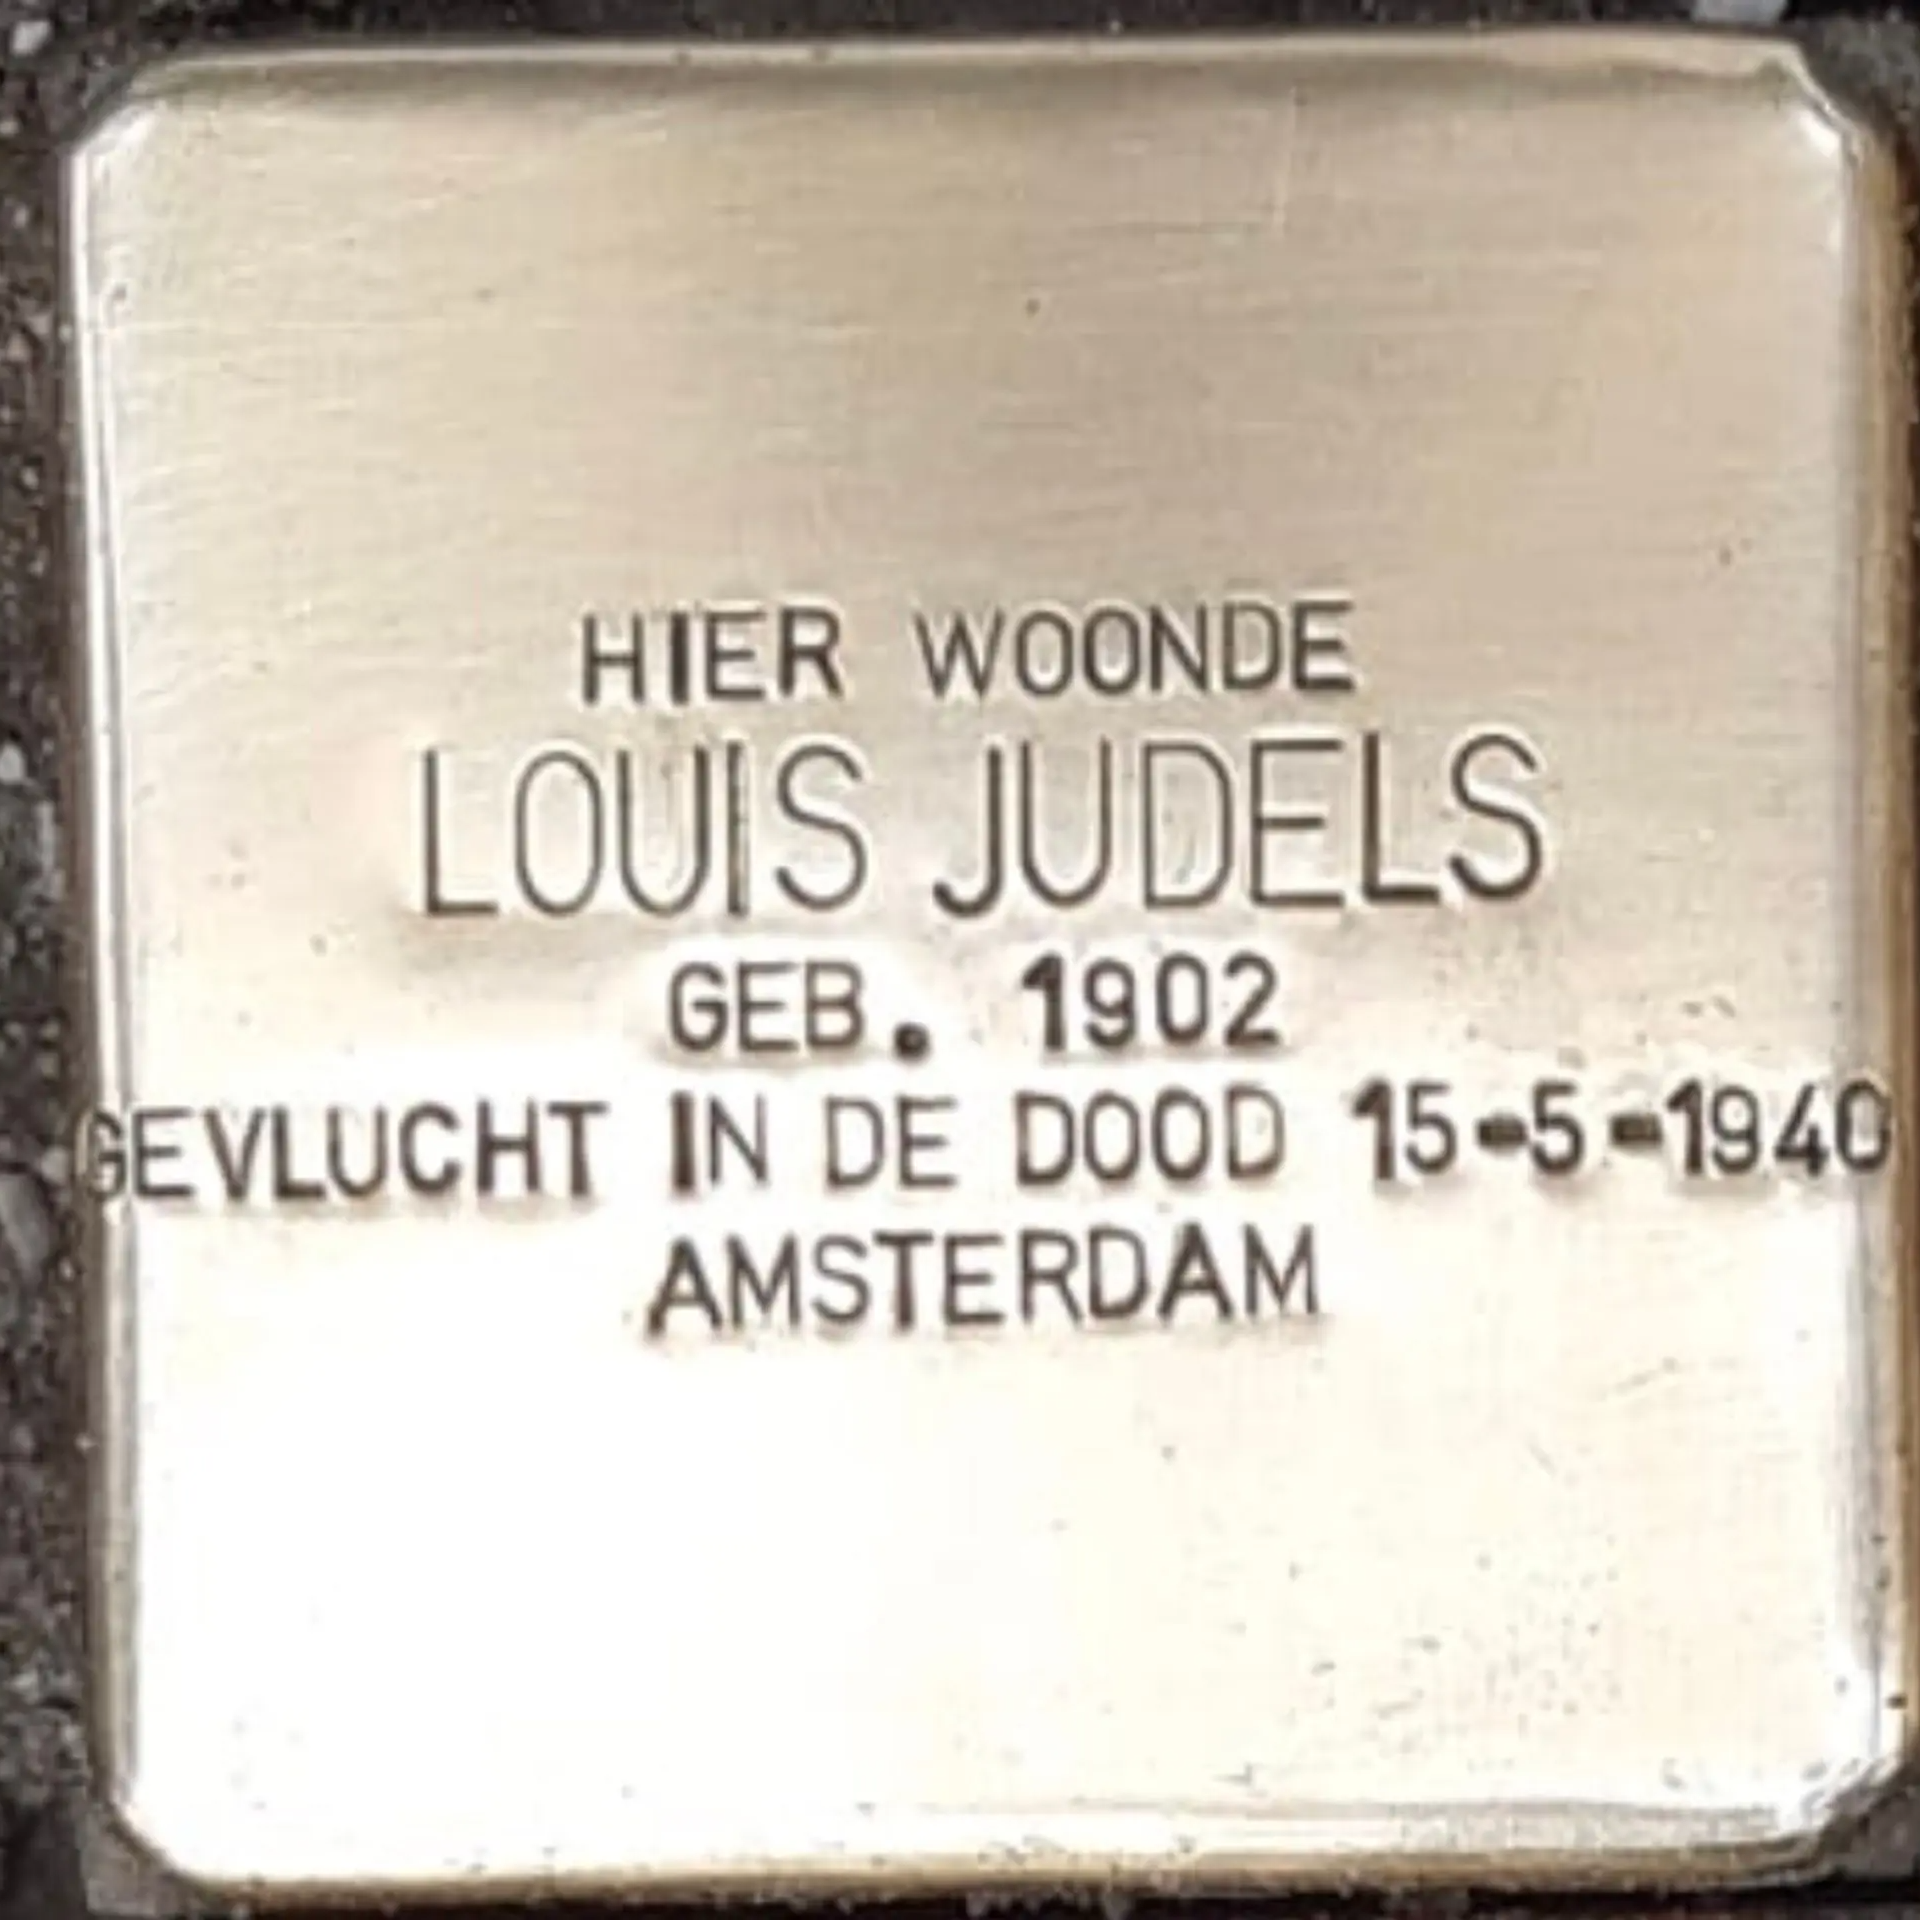 HIER WOONDE
LOUIS JUDELS
GEB. 1902
GEVLUCHT IN DE DOOD 15-5-1940
AMSTERDAM